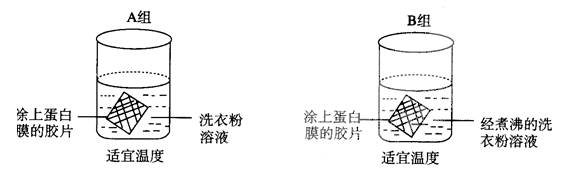 A组
涂上蛋白
膜的胶片
洗衣粉
溶液
适宜温度
B组
涂上蛋白
膜的胶片
经煮沸的洗
衣粉溶液
适宜温度